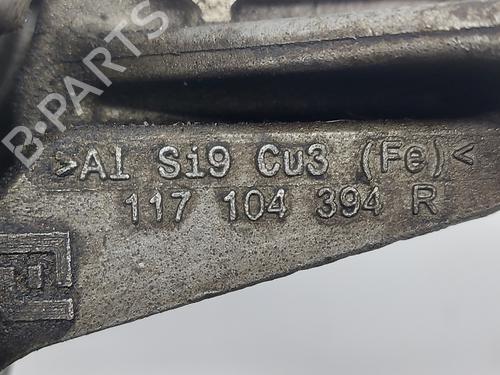 B-PARTS
>Al Si9 Cu3 (Fe)<
117 104 394 R